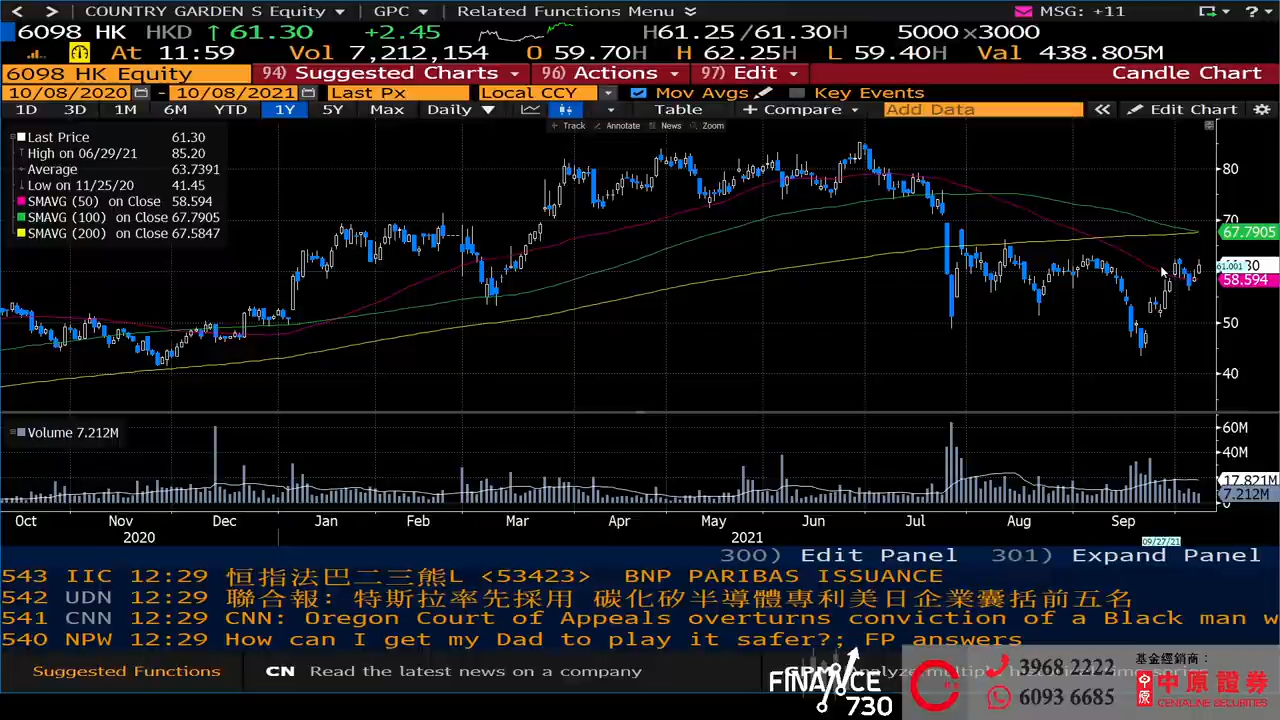 < > COUNTRY GARDEN S Equity GPC Related Functions Menu MSG: +11 ?
6098 HK HKD ↑ 61.30 +2.45 H61.25/61.30H 5000x3000
At 11:59 Vol 7,212,154 O 59.70H H 62.25H L 59.40H Val 438.805M
6098 HK Equity 94) Suggested Charts 96) Actions 97) Edit Candle Chart
10/08/2020 - 10/08/2021 Last Px Local CCY Mov Avgs Key Events
1D 3D 1M 6M YTD 1Y 5Y Max Daily Table + Compare Add Data Edit Chart
Track Annotate News Zoom
Last Price 61.30
High on 06/29/21 85.20
Average 63.7391
Low on 11/25/20 41.45
SMAVG (50) on Close 58.594
SMAVG (100) on Close 67.7905
SMAVG (200) on Close 67.5847
80
70
67.7905
61.001 30
58.594
50
40
Volume 7.212M
60M
40M
17.821M
7.212M
0
Oct Nov Dec Jan Feb Mar Apr May Jun Jul Aug Sep
2020 2021 09/27/21
300) Edit Panel 301) Expand Panel
543 IIC 12:29 恒指法巴二三熊L <53423> BNP PARIBAS ISSUANCE
542 UDN 12:29 聯合報: 特斯拉率先採用 碳化矽半導體專利美日企業囊括前五名
541 CNN 12:29 CNN: Oregon Court of Appeals overturns conviction of a Black man w
540 NPW 12:29 How can I get my Dad to play it safer?; FP answers
Suggested Functions CN Read the latest news on a company
FINANCE
730
3968 2222
6093 6685
基金經銷商：
中原證券
CENTALINE SECURITIES